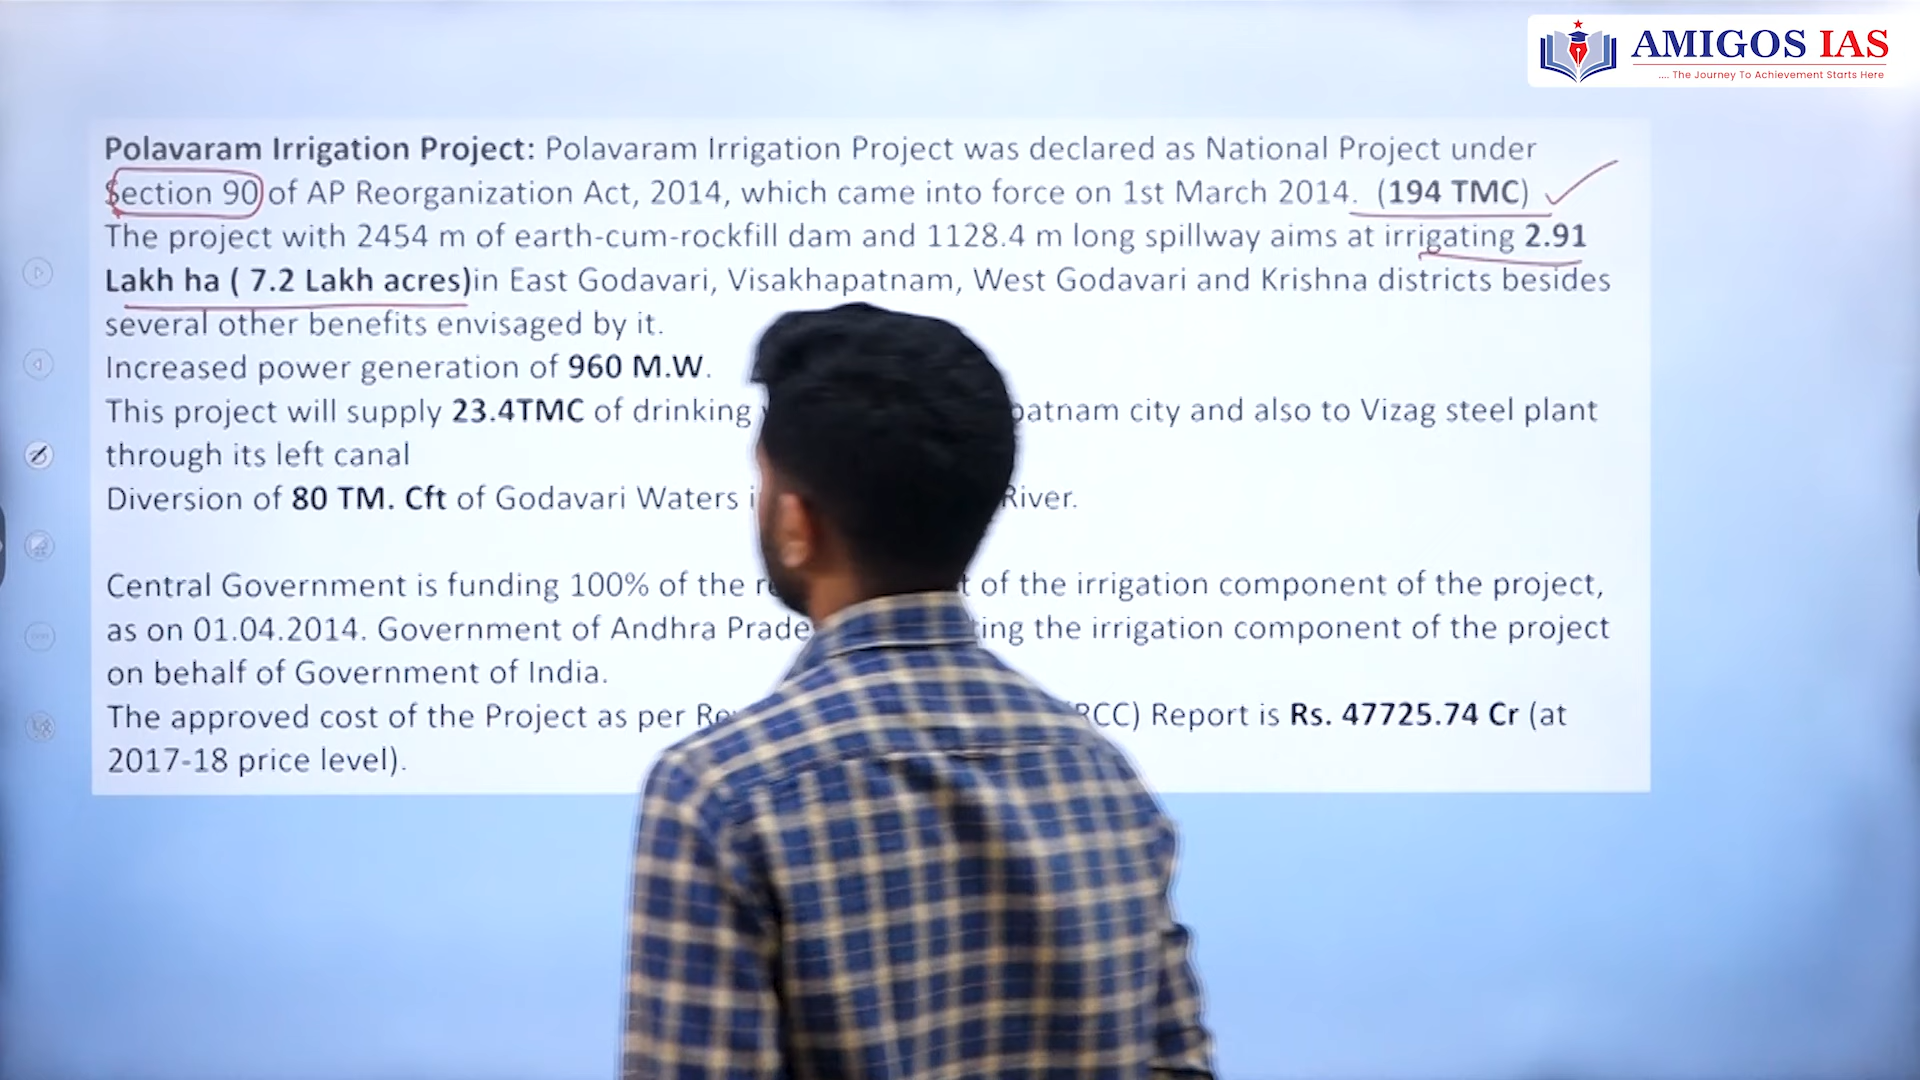 AMIGOS IAS
.... The Journey To Achievement Starts Here
Polavaram Irrigation Project: Polavaram Irrigation Project was declared as National Project under
Section 90 of AP Reorganization Act, 2014, which came into force on 1st March 2014. (194 TMC)
The project with 2454 m of earth-cum-rockfill dam and 1128.4 m long spillway aims at irrigating 2.91
Lakh ha ( 7.2 Lakh acres)in East Godavari, Visakhapatnam, West Godavari and Krishna districts besides
several other benefits envisaged by it.
Increased power generation of 960 M.W.
This project will supply 23.4TMC of drinking patnam city and also to Vizag steel plant
through its left canal
Diversion of 80 TM. Cft of Godavari Waters River.
Central Government is funding 100% of the of the irrigation component of the project,
as on 01.04.2014. Government of Andhra Prade ing the irrigation component of the project
on behalf of Government of India.
The approved cost of the Project as per RCC) Report is Rs. 47725.74 Cr (at
2017-18 price level).